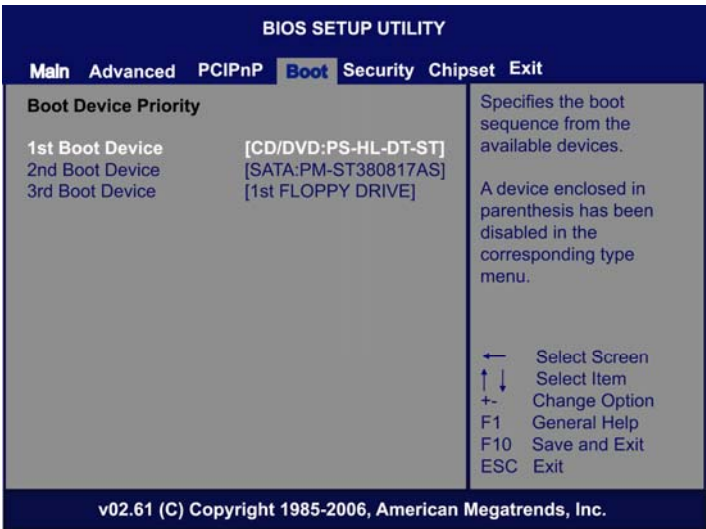 BIOS SETUP UTILITY
Main Advanced PCIPnP Boot Security Chipset Exit
Boot Device Priority
1st Boot Device [CD/DVD:PS-HL-DT-ST]
2nd Boot Device [SATA:PM-ST380817AS]
3rd Boot Device [1st FLOPPY DRIVE]
Specifies the boot
sequence from the
available devices.
A device enclosed in
parenthesis has been
disabled in the
corresponding type
menu.
← Select Screen
↑ ↓ Select Item
+- Change Option
F1 General Help
F10 Save and Exit
ESC Exit
v02.61 (C) Copyright 1985-2006, American Megatrends, Inc.